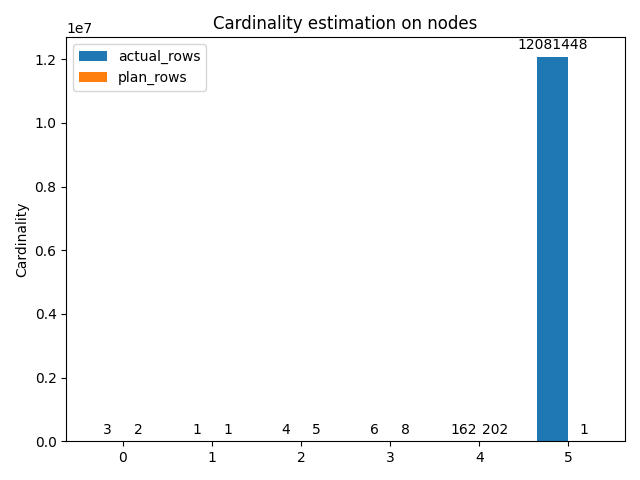 Cardinality estimation on nodes
1e7
actual_rows
plan_rows
12081448
1.2
1.0
0.8
0.6
0.4
0.2
0.0
Cardinality
3 2 1 1 4 5 6 8 162 202 1
0 1 2 3 4 5